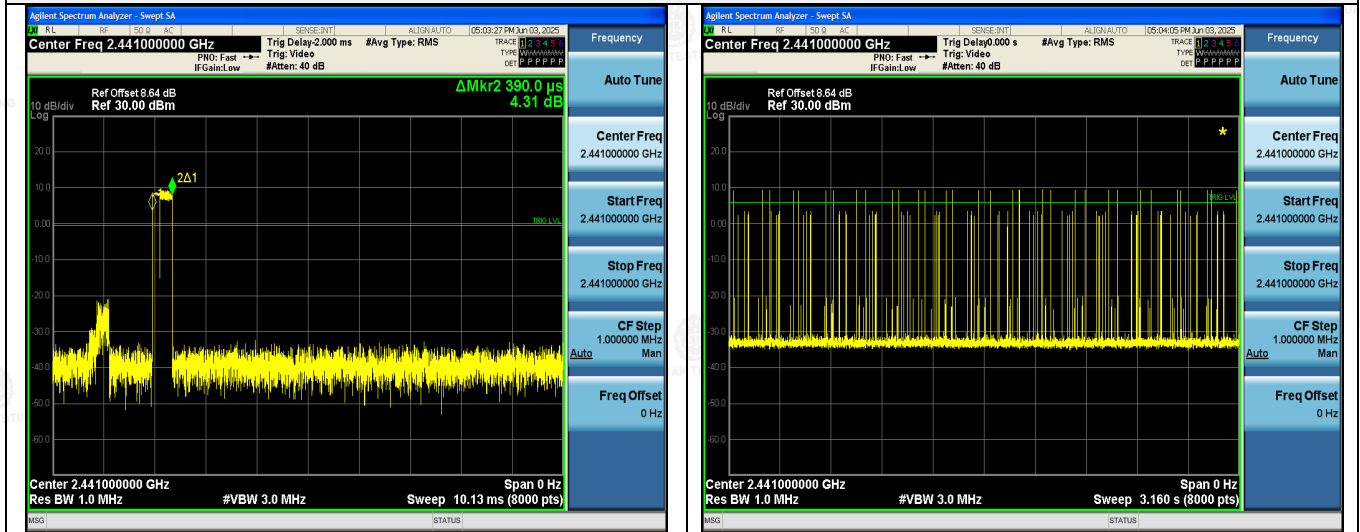 Agilent Spectrum Analyzer - Swept SA
LXI RL RF 50 Ω AC SENSE:INT ALIGNAUTO 05:03:27 PM Jun 03, 2025
Center Freq 2.441000000 GHz
Trig Delay-2.000 ms #Avg Type: RMS
TRACE 1 2 3 4 5 6
PNO: Fast Trig: Video
TYPE
IFGain:Low #Atten: 40 dB
DET P P P P P P
ΔMkr2 390.0 µs
4.31 dB
Ref Offset 8.64 dB
10 dB/div Ref 30.00 dBm
Log
20.0
10.0
0.00
-10.0
-20.0
-30.0
-40.0
-50.0
-60.0
2Δ1
TRIG LVL
Center 2.441000000 GHz Span 0 Hz
Res BW 1.0 MHz #VBW 3.0 MHz Sweep 10.13 ms (8000 pts)
MSG STATUS
Frequency
Auto Tune
Center Freq
2.441000000 GHz
Start Freq
2.441000000 GHz
Stop Freq
2.441000000 GHz
CF Step
1.000000 MHz
Auto Man
Freq Offset
0 Hz
Agilent Spectrum Analyzer - Swept SA
LXI RL RF 50 Ω AC SENSE:INT ALIGNAUTO 05:04:05 PM Jun 03, 2025
Center Freq 2.441000000 GHz
Trig Delay0.000 s #Avg Type: RMS
TRACE 1 2 3 4 5 6
PNO: Fast Trig: Video
TYPE
IFGain:Low #Atten: 40 dB
DET P P P P P P
Ref Offset 8.64 dB
10 dB/div Ref 30.00 dBm
Log
*
20.0
10.0
0.00
-10.0
-20.0
-30.0
-40.0
-50.0
-60.0
TRIG LVL
Center 2.441000000 GHz Span 0 Hz
Res BW 1.0 MHz #VBW 3.0 MHz Sweep 3.160 s (8000 pts)
MSG STATUS
Frequency
Auto Tune
Center Freq
2.441000000 GHz
Start Freq
2.441000000 GHz
Stop Freq
2.441000000 GHz
CF Step
1.000000 MHz
Auto Man
Freq Offset
0 Hz